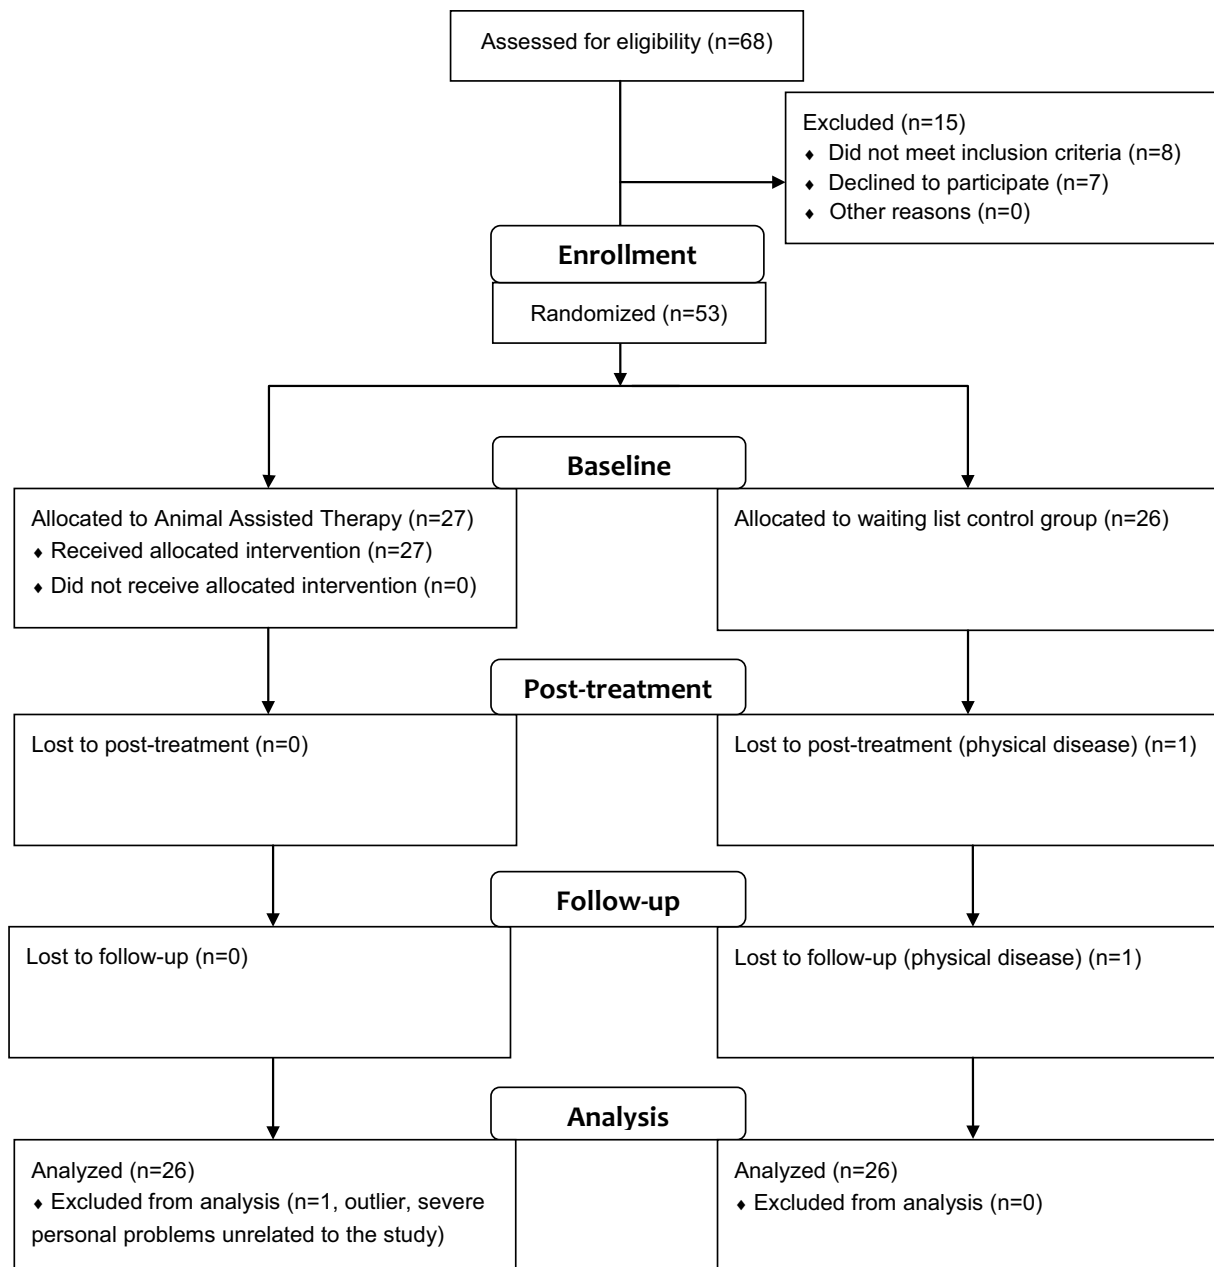 Assessed for eligibility (n=68)
Excluded (n=15)
♦ Did not meet inclusion criteria (n=8)
♦ Declined to participate (n=7)
♦ Other reasons (n=0)
Enrollment
Randomized (n=53)
Baseline
Allocated to Animal Assisted Therapy (n=27)
♦ Received allocated intervention (n=27)
♦ Did not receive allocated intervention (n=0)
Allocated to waiting list control group (n=26)
Post-treatment
Lost to post-treatment (n=0)
Lost to post-treatment (physical disease) (n=1)
Follow-up
Lost to follow-up (n=0)
Lost to follow-up (physical disease) (n=1)
Analysis
Analyzed (n=26)
♦ Excluded from analysis (n=1, outlier, severe
personal problems unrelated to the study)
Analyzed (n=26)
♦ Excluded from analysis (n=0)